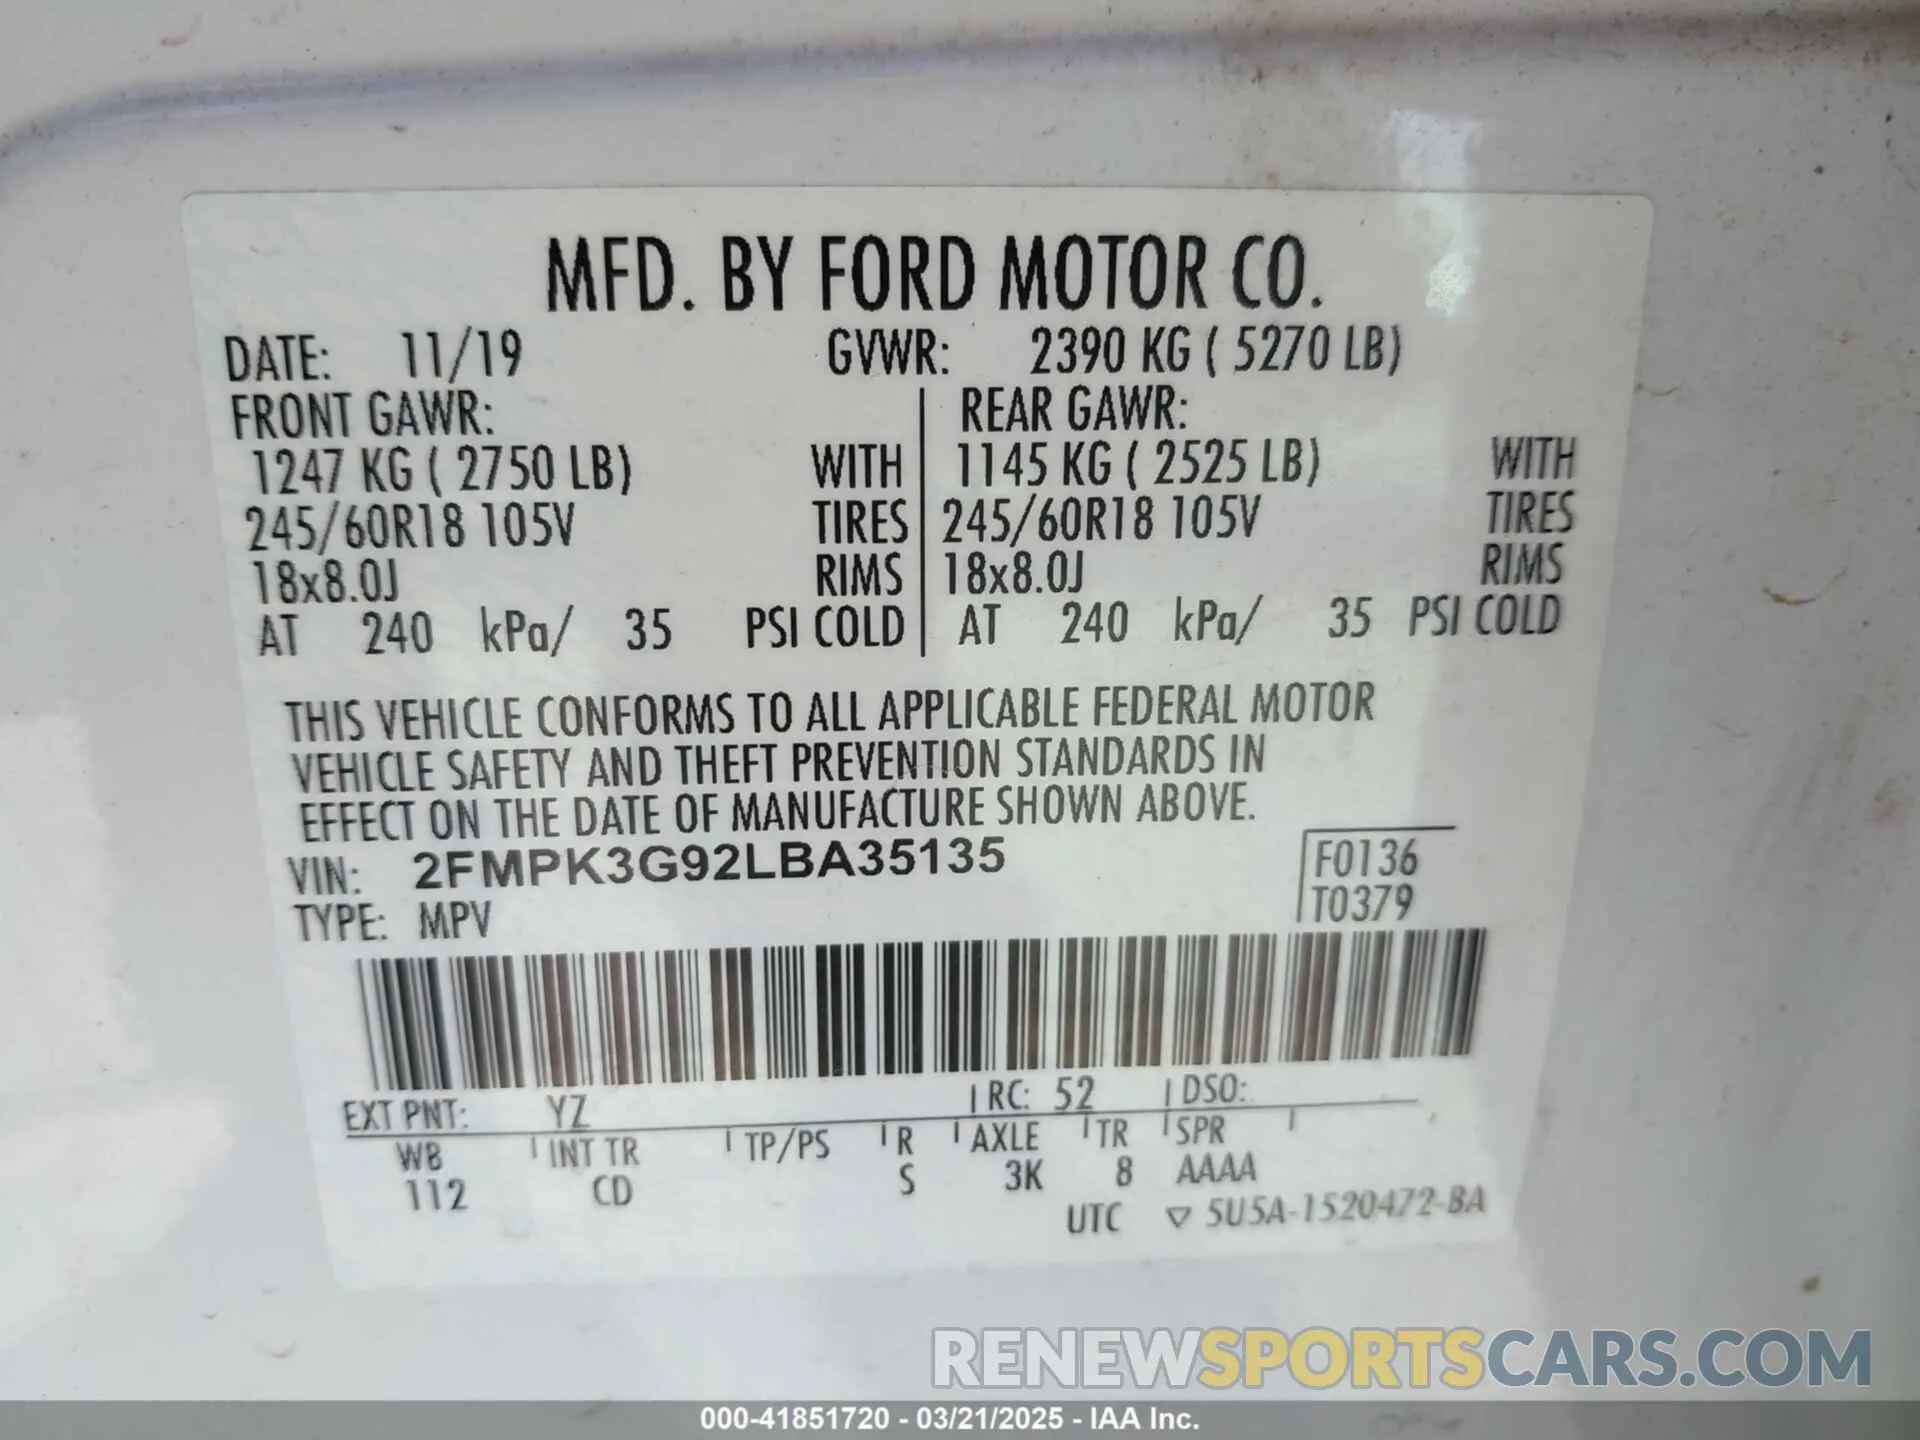 MFD. BY FORD MOTOR CO.
DATE: 11/19 GVWR: 2390 KG ( 5270 LB)
FRONT GAWR: REAR GAWR:
1247 KG ( 2750 LB) WITH 1145 KG ( 2525 LB) WITH
245/60R18 105V TIRES 245/60R18 105V TIRES
18x8.0J RIMS 18x8.0J RIMS
AT 240 kPa/ 35 PSI COLD AT 240 kPa/ 35 PSI COLD
THIS VEHICLE CONFORMS TO ALL APPLICABLE FEDERAL MOTOR
VEHICLE SAFETY AND THEFT PREVENTION STANDARDS IN
EFFECT ON THE DATE OF MANUFACTURE SHOWN ABOVE.
VIN: 2FMPK3G92LBA35135 F0136
TYPE: MPV T0379
EXT PNT: YZ RC: 52 DSO:
WB INT TR TP/PS R AXLE TR SPR
112 CD S 3K 8 AAAA
UTC ▽ 5U5A-1520472-BA
RENEWSPORTSCARS.COM
000-41851720 - 03/21/2025 - IAA Inc.